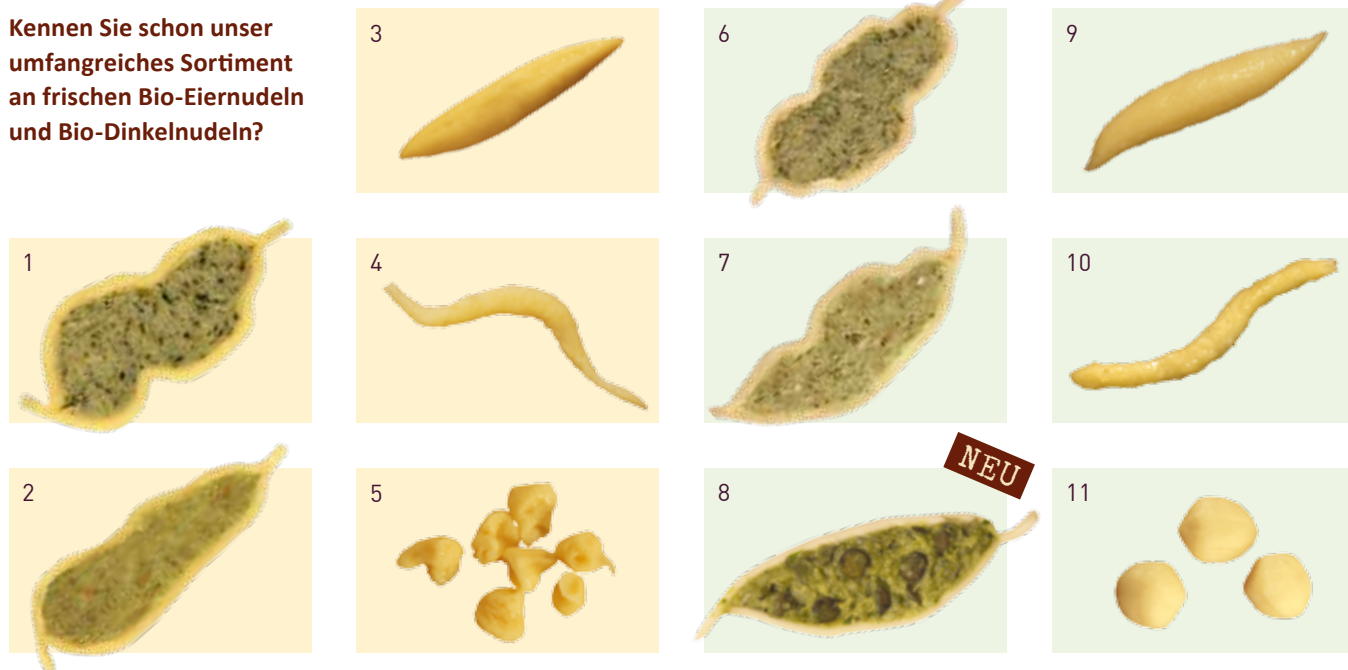 Kennen Sie schon unser
umfangreiches Sortiment
an frischen Bio-Eiernudeln
und Bio-Dinkelnudeln?
1
2
3
4
5
6
7
NEU
8
9
10
11